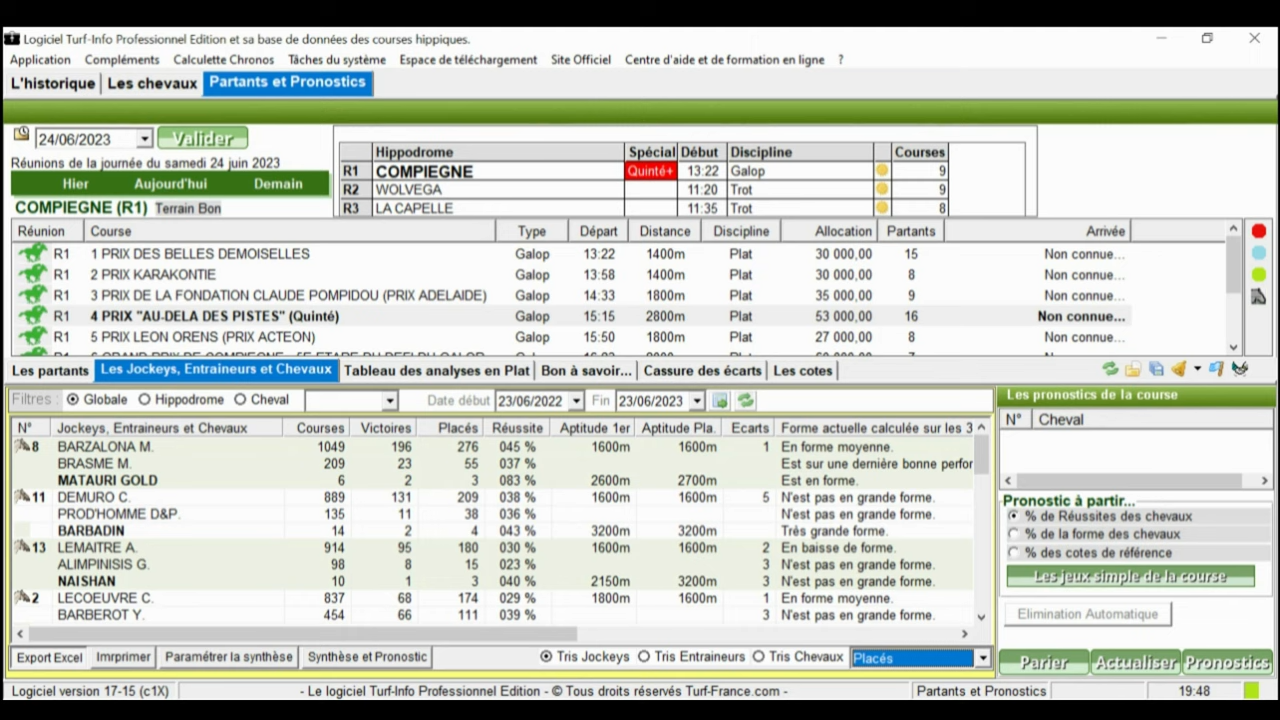 Logiciel Turf-Info Professionnel Edition et sa base de données des courses hippiques.
Application Compléments Calculette Chronos Tâches du système Espace de téléchargement Site Officiel Centre d'aide et de formation en ligne ?
L'historique Les chevaux Partants et Pronostics
24/06/2023 Valider
Réunions de la journée du samedi 24 juin 2023
Hier Aujourd'hui Demain
COMPIEGNE (R1) Terrain Bon
Hippodrome Spécial Début Discipline Courses
R1 COMPIEGNE Quinté+ 13:22 Galop 9
R2 WOLVEGA 11:20 Trot 9
R3 LA CAPELLE 11:35 Trot 8
Réunion Course Type Départ Distance Discipline Allocation Partants Arrivée
R1 1 PRIX DES BELLES DEMOISELLES Galop 13:22 1400m Plat 30 000,00 15 Non connue...
R1 2 PRIX KARAKONTIE Galop 13:58 1400m Plat 30 000,00 8 Non connue...
R1 3 PRIX DE LA FONDATION CLAUDE POMPIDOU (PRIX ADELAIDE) Galop 14:33 1800m Plat 35 000,00 9 Non connue...
R1 4 PRIX "AU-DELA DES PISTES" (Quinté) Galop 15:15 2800m Plat 53 000,00 16 Non connue...
R1 5 PRIX LEON ORENS (PRIX ACTEON) Galop 15:50 1800m Plat 27 000,00 8 Non connue...
Les partants Les Jockeys, Entraineurs et Chevaux Tableau des analyses en Plat Bon à savoir... Cassure des écarts Les cotes
Filtres : Globale Hippodrome Cheval Date début 23/06/2022 Fin 23/06/2023
N° Jockeys, Entraineurs et Chevaux Courses Victoires Placés Réussite Aptitude 1er Aptitude Pla. Ecarts Forme actuelle calculée sur les 3
8 BARZALONA M. 1049 196 276 045 % 1600m 1600m 1 En forme moyenne.
BRASME M. 209 23 55 037 % Est sur une dernière bonne perfor
MATAURI GOLD 6 2 3 083 % 2600m 2700m Est en forme.
11 DEMURO C. 889 131 209 038 % 1600m 1600m 5 N'est pas en grande forme.
PROD'HOMME D&P. 135 11 38 036 % N'est pas en grande forme.
BARBADIN 14 2 4 043 % 3200m 3200m Très grande forme.
13 LEMAITRE A. 914 95 180 030 % 1600m 1600m 2 En baisse de forme.
ALIMPINISIS G. 98 8 15 023 % 3 N'est pas en grande forme.
NAISHAN 10 1 3 040 % 2150m 3200m 3 N'est pas en grande forme.
2 LECOEUVRE C. 837 68 174 029 % 1800m 1600m 1 En forme moyenne.
BARBEROT Y. 454 66 111 039 % 3 N'est pas en grande forme.
Export Excel Imrprimer Paramétrer la synthèse Synthèse et Pronostic Tris Jockeys Tris Entraineurs Tris Chevaux Placés
Les pronostics de la course
N° Cheval
Pronostic à partir...
% de Réussites des chevaux
% de la forme des chevaux
% des cotes de référence
Les jeux simple de la course
Elimination Automatique
Parier Actualiser Pronostics
Logiciel version 17-15 (c1X) - Le logiciel Turf-Info Professionnel Edition - © Tous droits réservés Turf-France.com - Partants et Pronostics 19:48